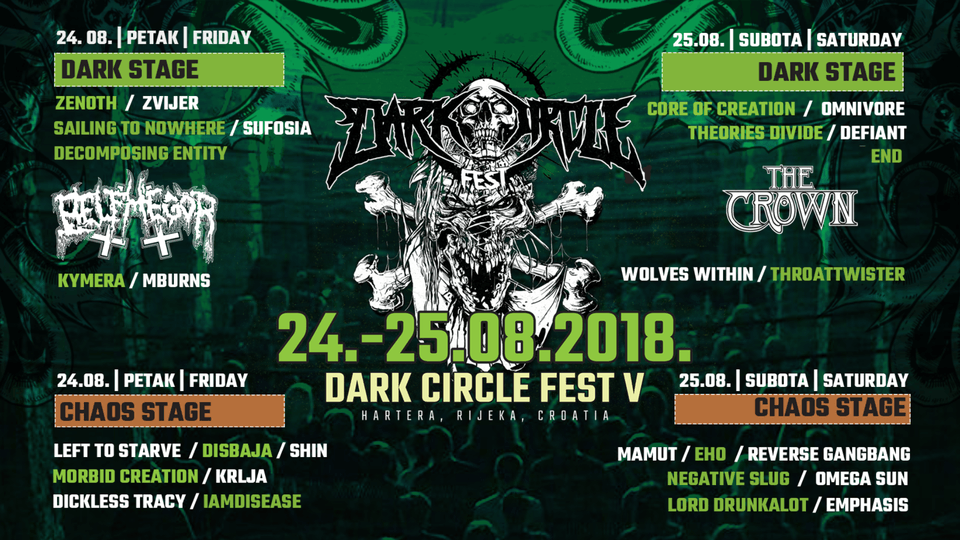 24. 08. | PETAK | FRIDAY
DARK STAGE
ZENOTH / ZVIJER
SAILING TO NOWHERE / SUFOSIA
DECOMPOSING ENTITY
BELPHEGOR
KYMERA / MBURNS
25.08. | SUBOTA | SATURDAY
DARK STAGE
CORE OF CREATION / OMNIVORE
THEORIES DIVIDE / DEFIANT
END
THE
CROWN
WOLVES WITHIN / THROATTWISTER
DARK CIRCLE
FEST
24.-25.08.2018.
DARK CIRCLE FEST V
HARTERA, RIJEKA, CROATIA
24.08. | PETAK | FRIDAY
CHAOS STAGE
LEFT TO STARVE / DISBAJA / SHIN
MORBID CREATION / KRLJA
DICKLESS TRACY / IAMDISEASE
25.08. | SUBOTA | SATURDAY
CHAOS STAGE
MAMUT / EHO / REVERSE GANGBANG
NEGATIVE SLUG / OMEGA SUN
LORD DRUNKALOT / EMPHASIS